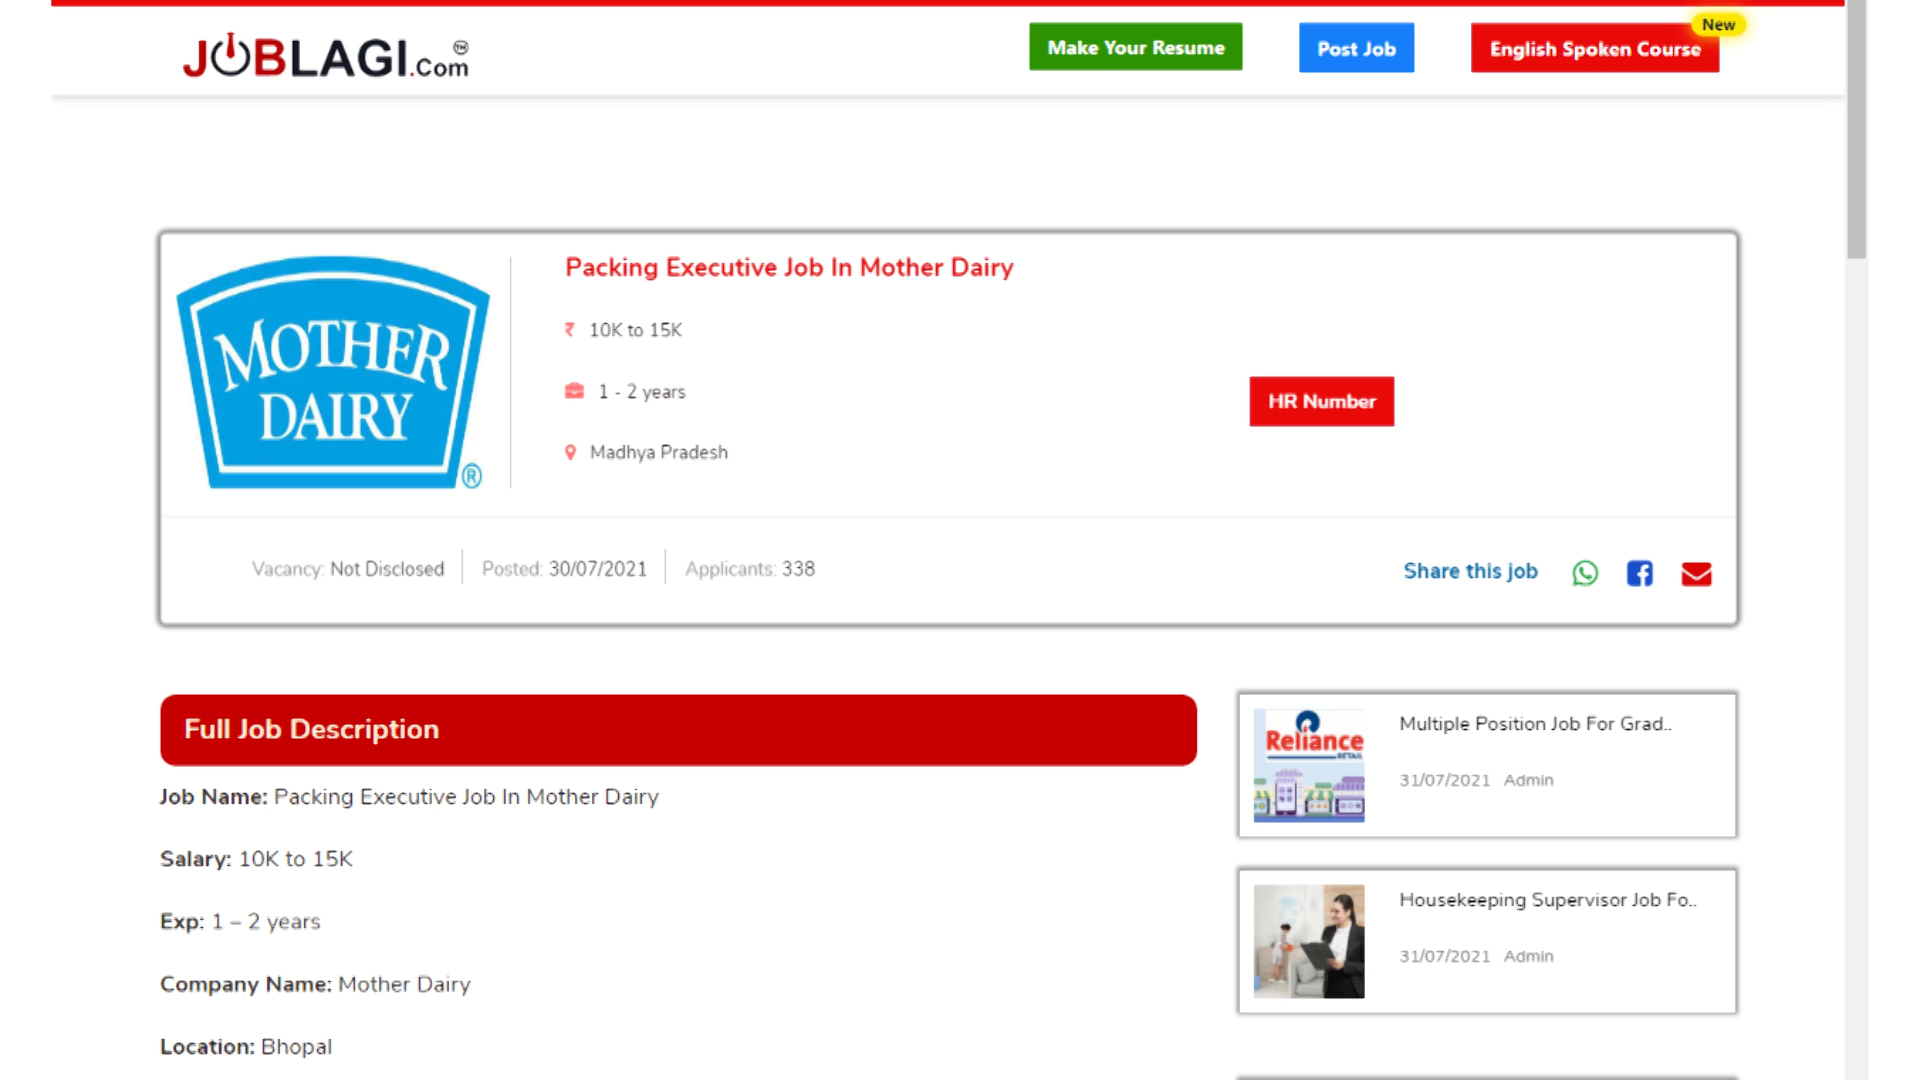 JOBLAGI.Com TM
Make Your Resume
Post Job
English Spoken Course
New
MOTHER
DAIRY
®
Packing Executive Job In Mother Dairy
₹ 10K to 15K
1 - 2 years
Madhya Pradesh
HR Number
Vacancy: Not Disclosed
Posted: 30/07/2021
Applicants: 338
Share this job
Full Job Description
Job Name: Packing Executive Job In Mother Dairy
Salary: 10K to 15K
Exp: 1 – 2 years
Company Name: Mother Dairy
Location: Bhopal
Reliance
RETAIL
Multiple Position Job For Grad..
31/07/2021 Admin
Housekeeping Supervisor Job Fo..
31/07/2021 Admin